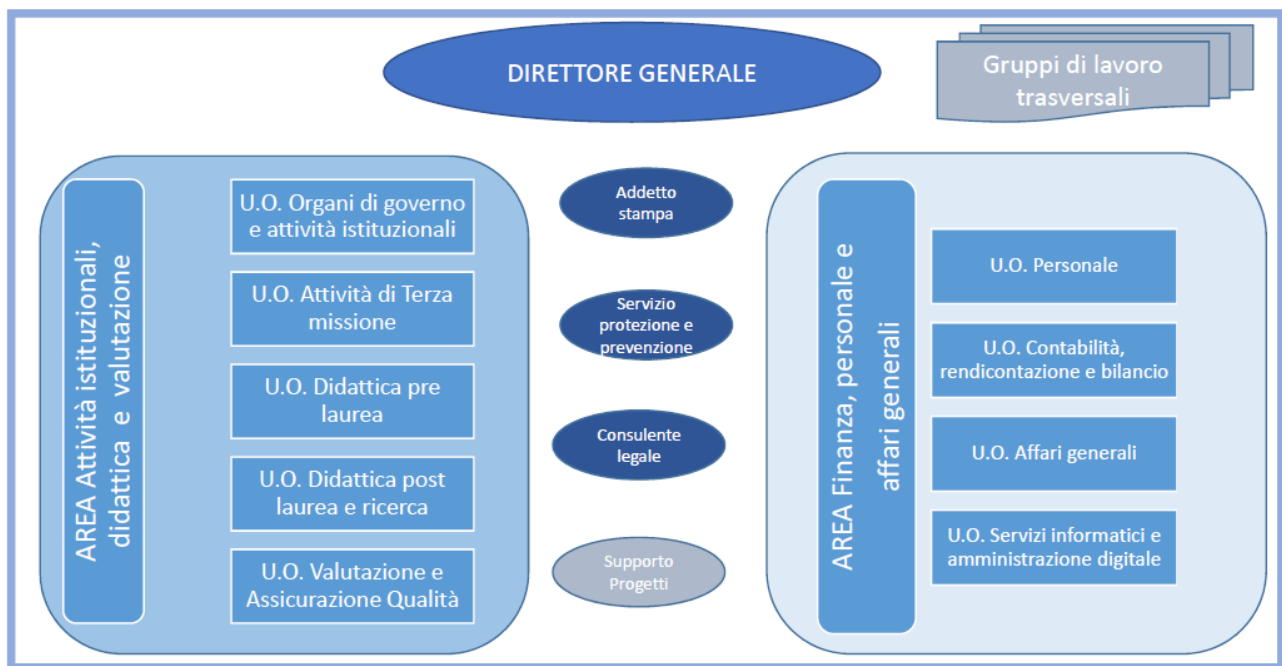 DIRETTORE GENERALE
Gruppi di lavoro
trasversali
AREA Attività istituzionali,
didattica e valutazione
U.O. Organi di governo
e attività istituzionali
U.O. Attività di Terza
missione
U.O. Didattica pre
laurea
U.O. Didattica post
laurea e ricerca
U.O. Valutazione e
Assicurazione Qualità
Addetto
stampa
Servizio
protezione e
prevenzione
Consulente
legale
Supporto
Progetti
AREA Finanza, personale e
affari generali
U.O. Personale
U.O. Contabilità,
rendicontazione e bilancio
U.O. Affari generali
U.O. Servizi informatici e
amministrazione digitale